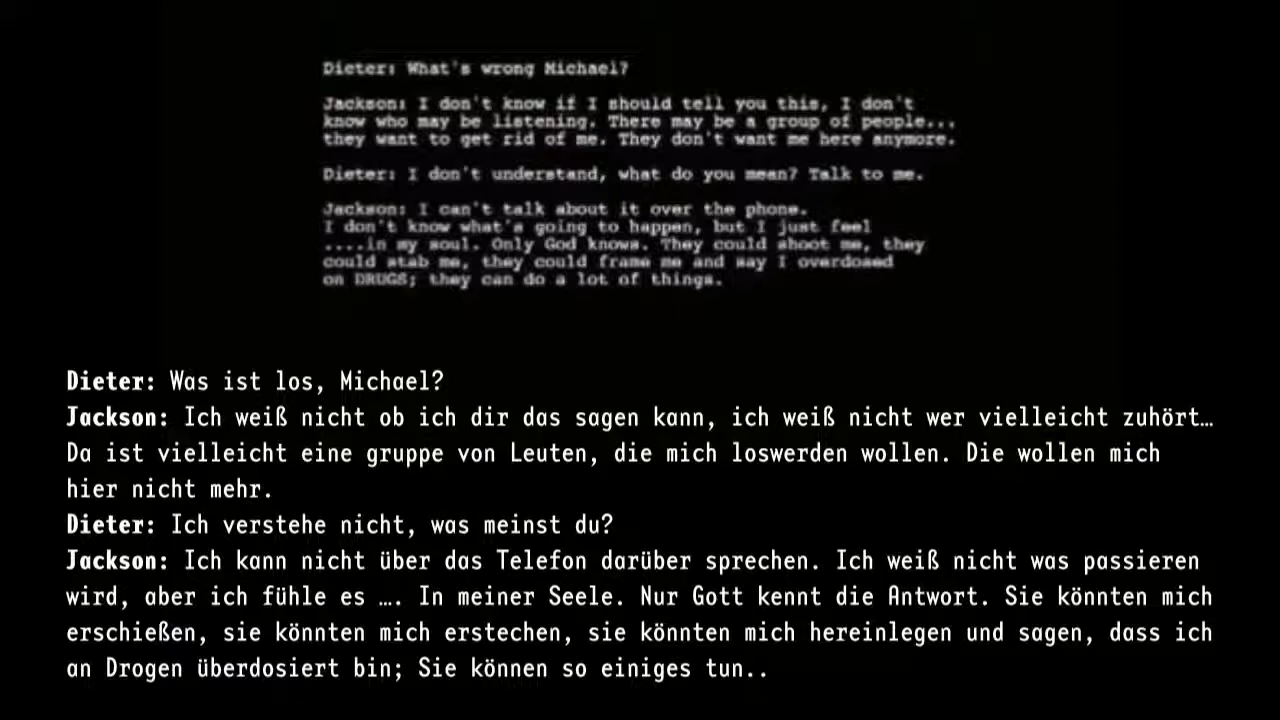 Dieter: What's wrong Michael?
Jackson: I don't know if I should tell you this, I don't
know who may be listening. There may be a group of people...
they want to get rid of me. They don't want me here anymore.
Dieter: I don't understand, what do you mean? Talk to me.
Jackson: I can't talk about it over the phone.
I don't know what's going to happen, but I just feel
....in my soul. Only God knows. They could shoot me, they
could stab me, they could frame me and say I overdosed
on DRUGS; they can do a lot of things.
Dieter: Was ist los, Michael?
Jackson: Ich weiß nicht ob ich dir das sagen kann, ich weiß nicht wer vielleicht zuhört…
Da ist vielleicht eine gruppe von Leuten, die mich loswerden wollen. Die wollen mich
hier nicht mehr.
Dieter: Ich verstehe nicht, was meinst du?
Jackson: Ich kann nicht über das Telefon darüber sprechen. Ich weiß nicht was passieren
wird, aber ich fühle es …. In meiner Seele. Nur Gott kennt die Antwort. Sie könnten mich
erschießen, sie könnten mich erstechen, sie könnten mich hereinlegen und sagen, dass ich
an Drogen überdosiert bin; Sie können so einiges tun..